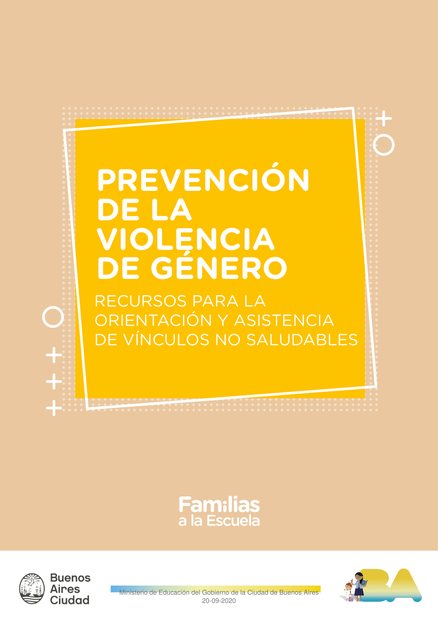 PREVENCIÓN
DE LA
VIOLENCIA
DE GÉNERO
RECURSOS PARA LA
ORIENTACIÓN Y ASISTENCIA
DE VÍNCULOS NO SALUDABLES
Familias
a la Escuela
Buenos
Aires
Ciudad
Ministerio de Educación del Gobierno de la Ciudad de Buenos Aires
20-09-2020
BA